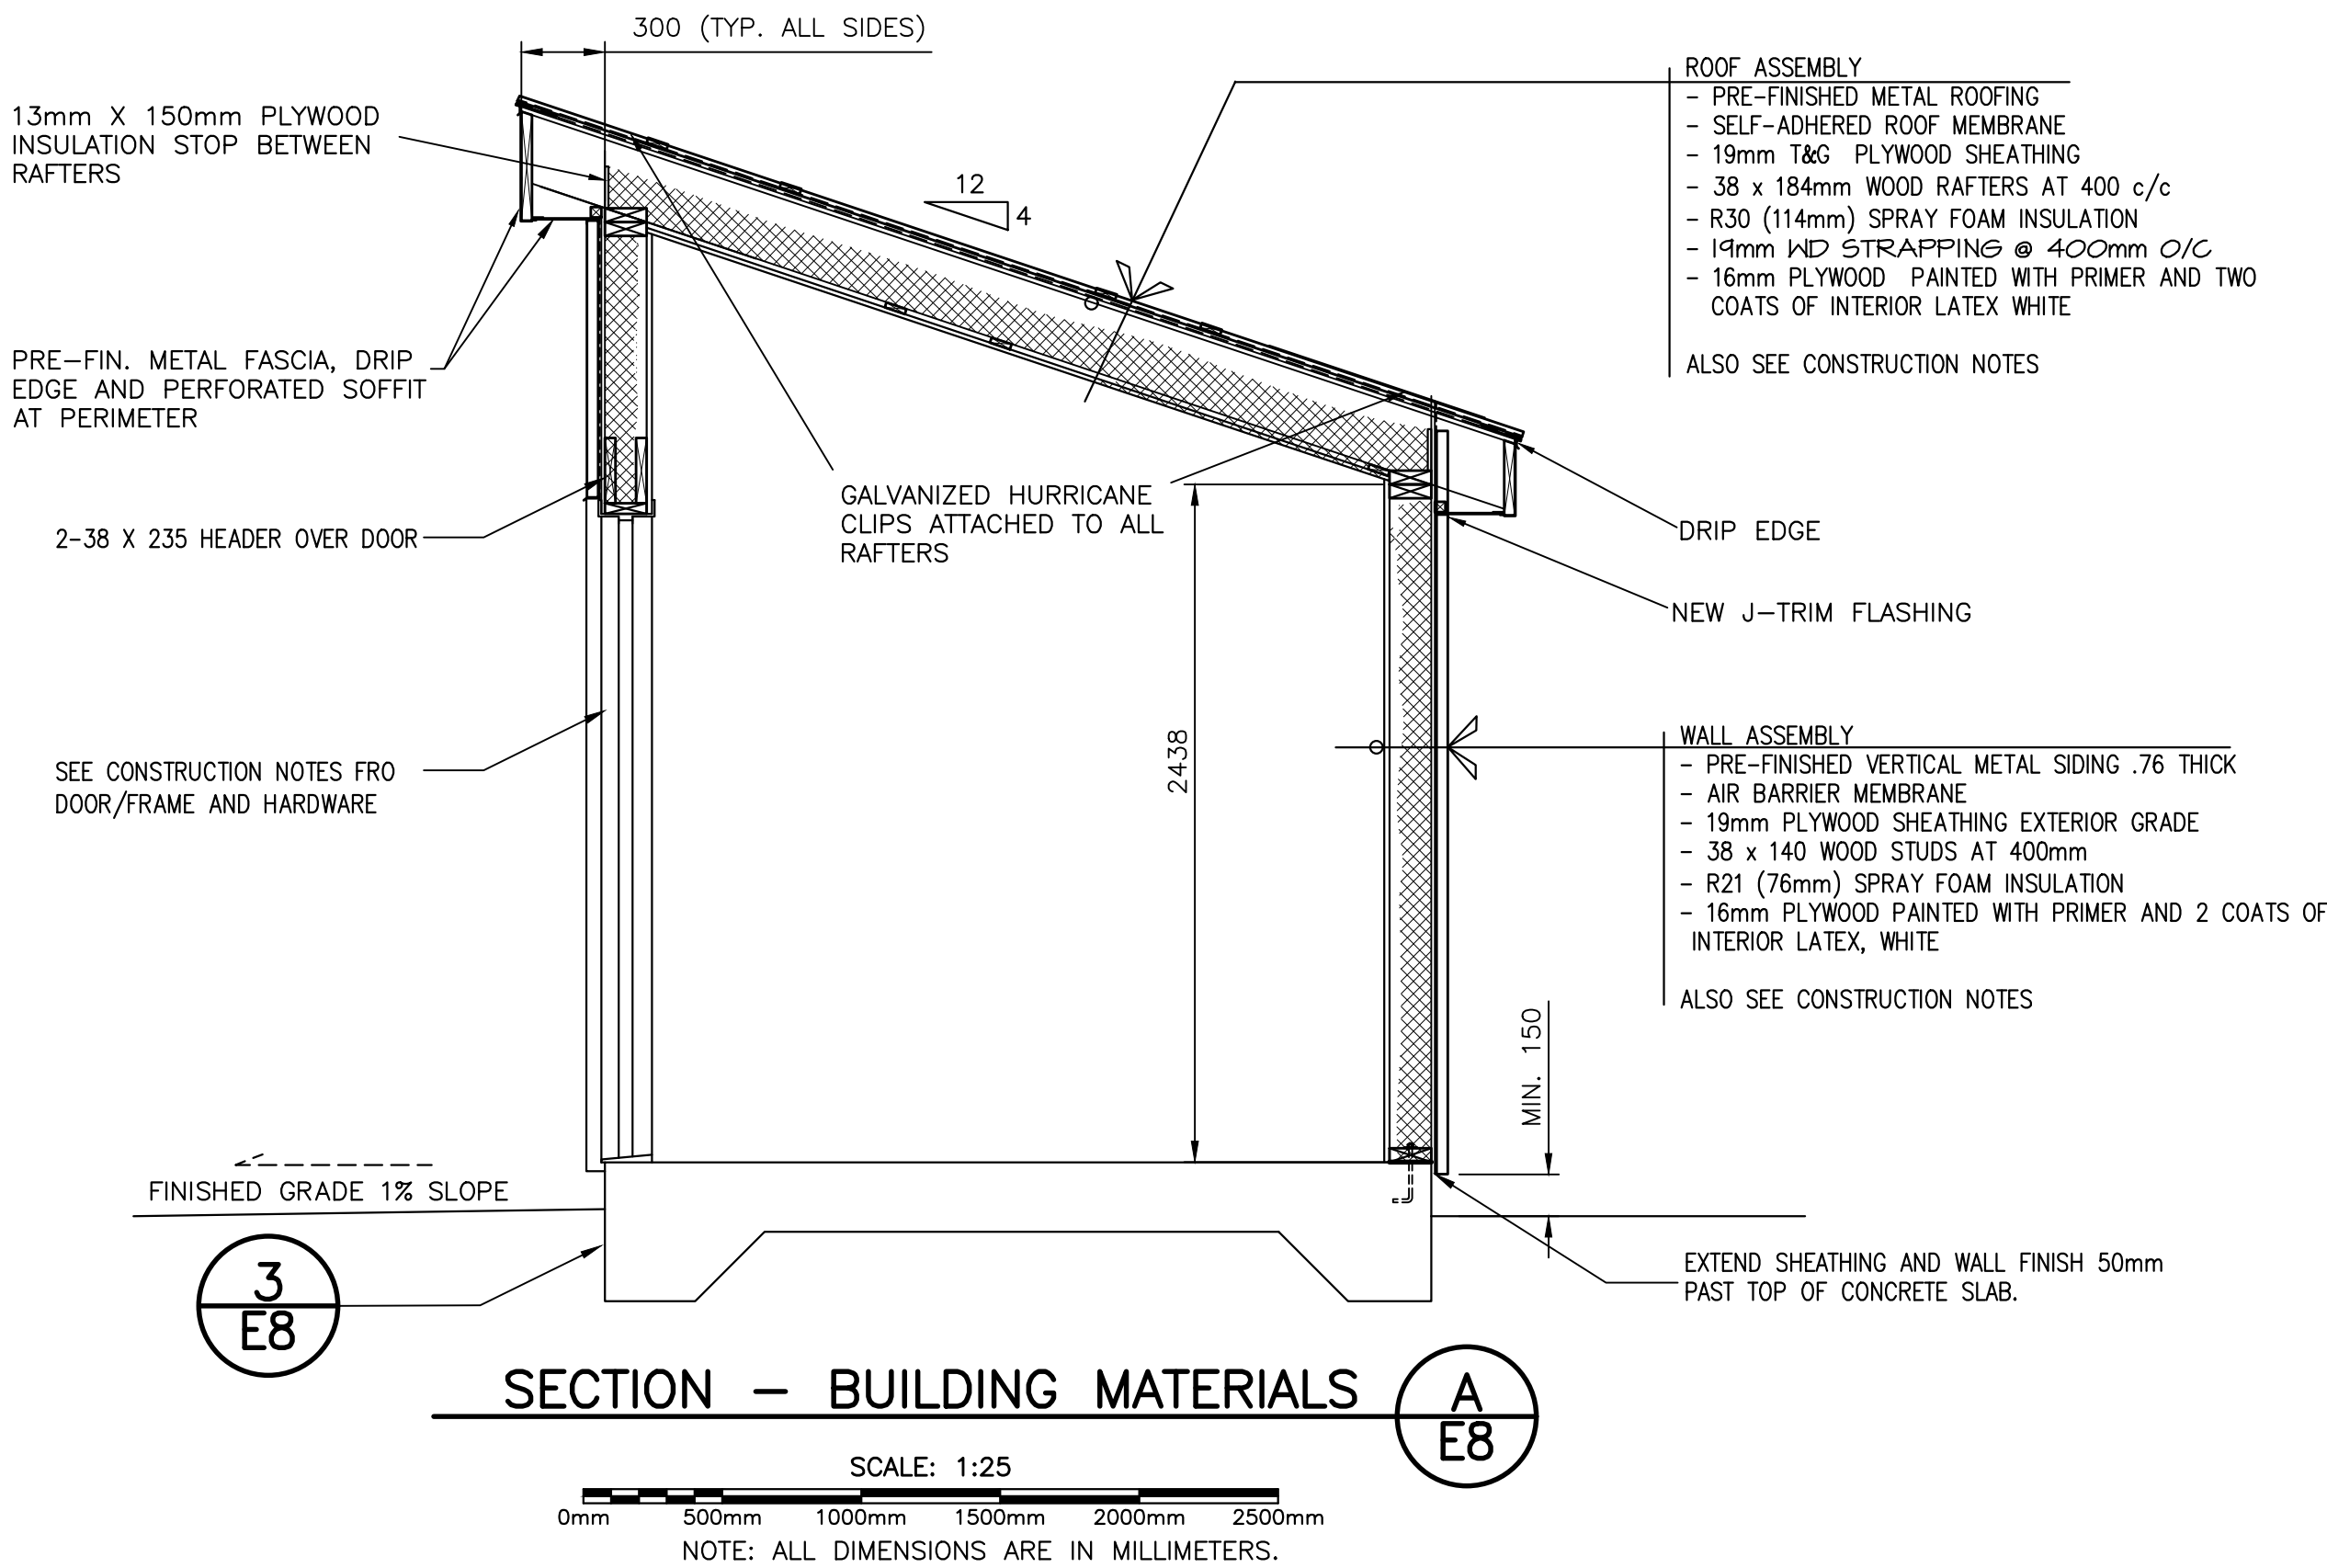 300 (TYP. ALL SIDES)
13mm X 150mm PLYWOOD
INSULATION STOP BETWEEN
RAFTERS
12
4
ROOF ASSEMBLY
- PRE-FINISHED METAL ROOFING
- SELF-ADHERED ROOF MEMBRANE
- 19mm T&G PLYWOOD SHEATHING
- 38 x 184mm WOOD RAFTERS AT 400 c/c
- R30 (114mm) SPRAY FOAM INSULATION
- 19mm WD STRAPPING @ 400mm O/C
- 16mm PLYWOOD PAINTED WITH PRIMER AND TWO
COATS OF INTERIOR LATEX WHITE
ALSO SEE CONSTRUCTION NOTES
PRE-FIN. METAL FASCIA, DRIP
EDGE AND PERFORATED SOFFIT
AT PERIMETER
2-38 X 235 HEADER OVER DOOR
GALVANIZED HURRICANE
CLIPS ATTACHED TO ALL
RAFTERS
DRIP EDGE
NEW J-TRIM FLASHING
2438
SEE CONSTRUCTION NOTES FRO
DOOR/FRAME AND HARDWARE
WALL ASSEMBLY
- PRE-FINISHED VERTICAL METAL SIDING .76 THICK
- AIR BARRIER MEMBRANE
- 19mm PLYWOOD SHEATHING EXTERIOR GRADE
- 38 x 140 WOOD STUDS AT 400mm
- R21 (76mm) SPRAY FOAM INSULATION
- 16mm PLYWOOD PAINTED WITH PRIMER AND 2 COATS OF
INTERIOR LATEX, WHITE
ALSO SEE CONSTRUCTION NOTES
MIN. 150
FINISHED GRADE 1% SLOPE
3
E8
EXTEND SHEATHING AND WALL FINISH 50mm
PAST TOP OF CONCRETE SLAB.
SECTION - BUILDING MATERIALS
A
E8
SCALE: 1:25
0mm 500mm 1000mm 1500mm 2000mm 2500mm
NOTE: ALL DIMENSIONS ARE IN MILLIMETERS.